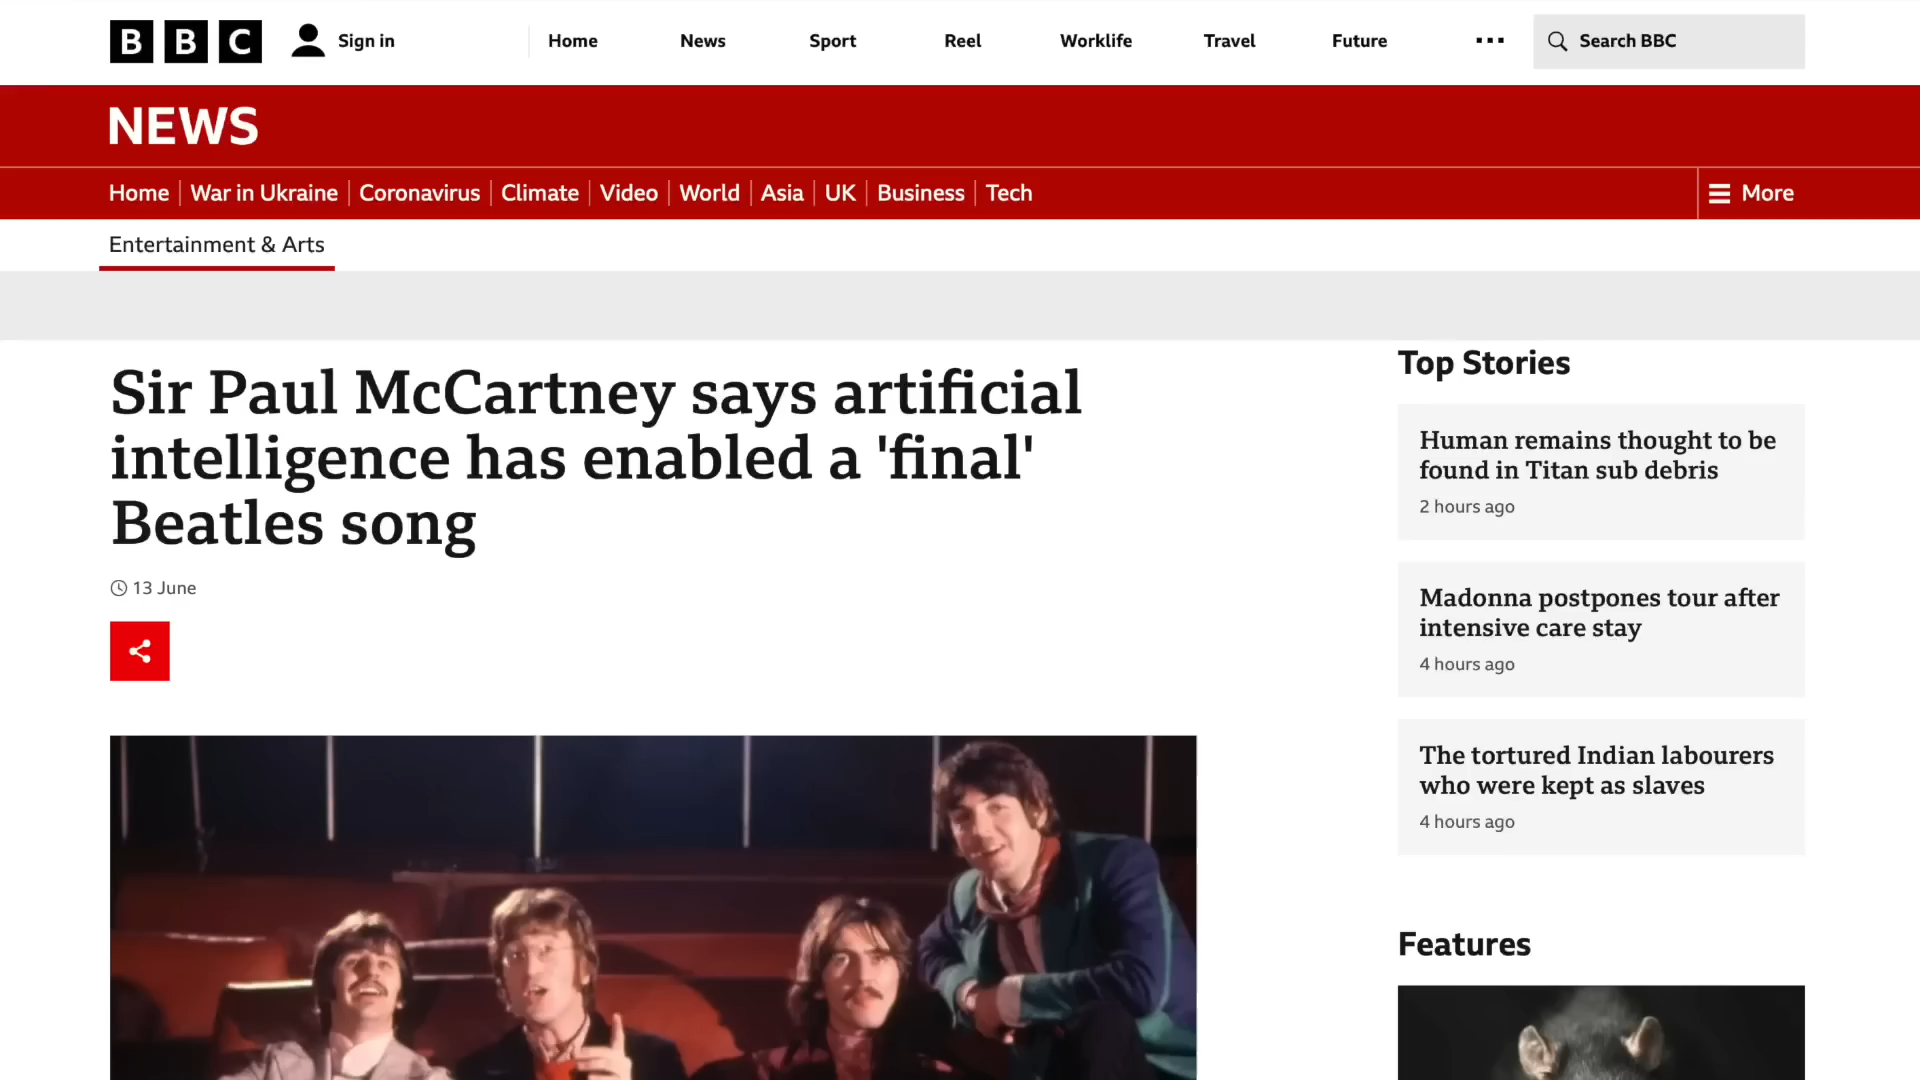 BBC
Sign in
Home
News
Sport
Reel
Worklife
Travel
Future
Search BBC
NEWS
Home
War in Ukraine
Coronavirus
Climate
Video
World
Asia
UK
Business
Tech
More
Entertainment & Arts
Sir Paul McCartney says artificial
intelligence has enabled a 'final'
Beatles song
13 June
Top Stories
Human remains thought to be
found in Titan sub debris
2 hours ago
Madonna postpones tour after
intensive care stay
4 hours ago
The tortured Indian labourers
who were kept as slaves
4 hours ago
Features